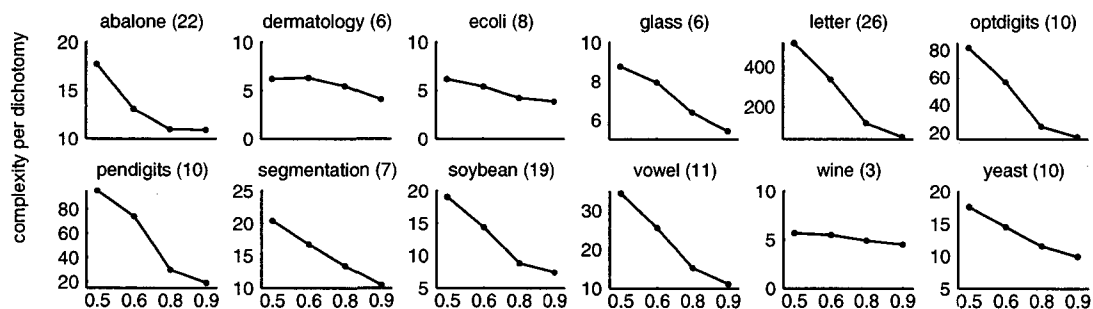 complexity per dichotomy
abalone (22) dermatology (6) ecoli (8) glass (6) letter (26) optdigits (10)
20 10 10 10 400 80
15 5 5 8 200 60
10 0 0 6 40
20
pendigits (10) segmentation (7) soybean (19) vowel (11) wine (3) yeast (10)
80 25 20 30 10 20
60 20 15 20 5 15
40 15 10 10 0 10
20 10 5 5
0.5 0.6 0.8 0.9 0.5 0.6 0.8 0.9 0.5 0.6 0.8 0.9 0.5 0.6 0.8 0.9 0.5 0.6 0.8 0.9 0.5 0.6 0.8 0.9